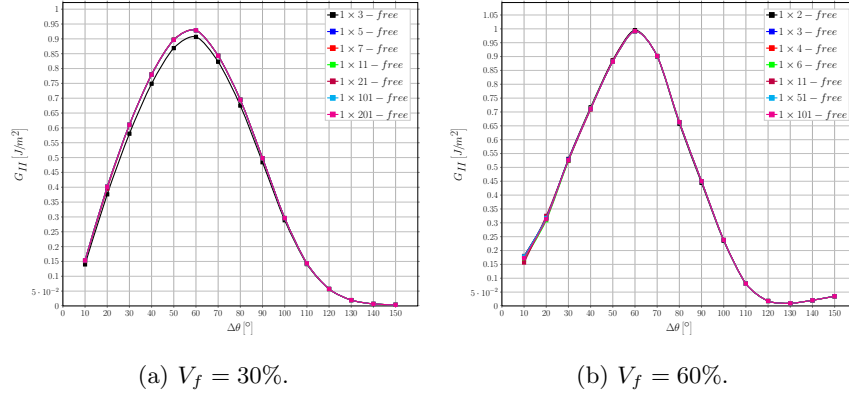 1
0.95
0.9
0.85
0.8
0.75
0.7
0.65
0.6
0.55
0.5
0.45
0.4
0.35
0.3
0.25
0.2
0.15
0.1
5 · 10⁻²
0
G_{II} [J/m²]
0 10 20 30 40 50 60 70 80 90 100 110 120 130 140 150
Δθ [°]
1 × 3 − free
1 × 5 − free
1 × 7 − free
1 × 11 − free
1 × 21 − free
1 × 101 − free
1 × 201 − free
(a) V_f = 30%.
1.05
1
0.95
0.9
0.85
0.8
0.75
0.7
0.65
0.6
0.55
0.5
0.45
0.4
0.35
0.3
0.25
0.2
0.15
0.1
5 · 10⁻²
0
G_{II} [J/m²]
0 10 20 30 40 50 60 70 80 90 100 110 120 130 140 150
Δθ [°]
1 × 2 − free
1 × 3 − free
1 × 4 − free
1 × 6 − free
1 × 11 − free
1 × 51 − free
1 × 101 − free
(b) V_f = 60%.